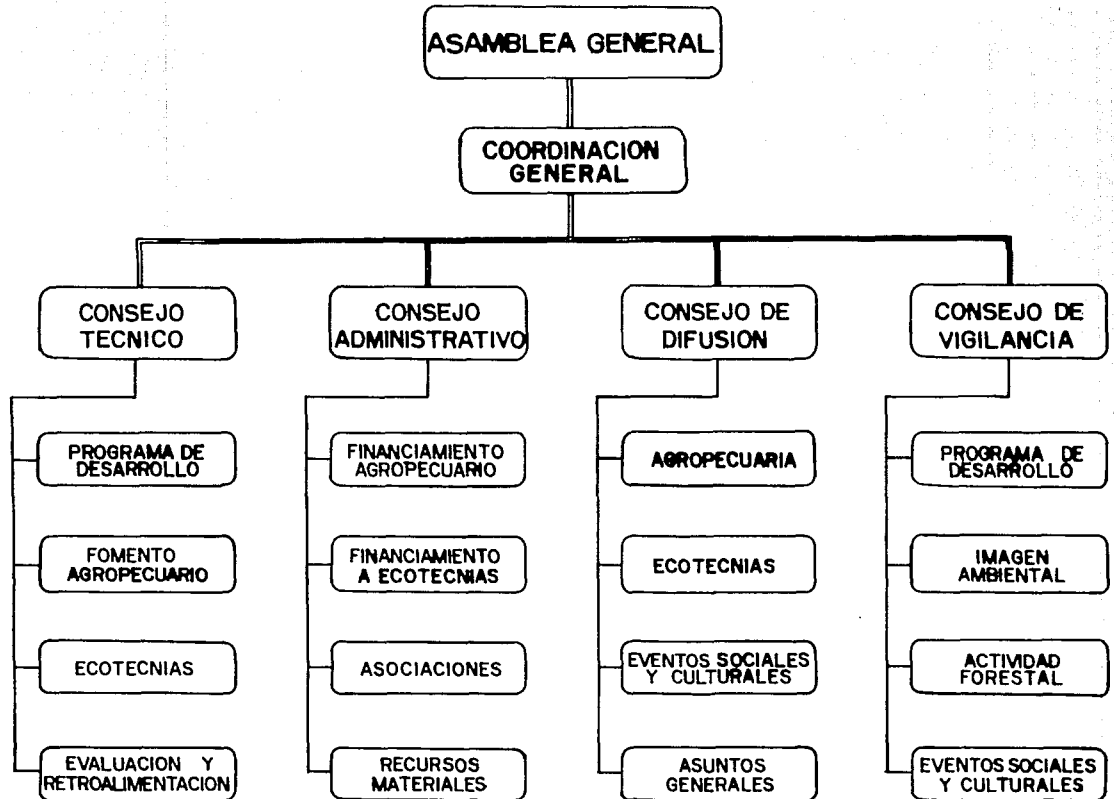 ASAMBLEA GENERAL
COORDINACION
GENERAL
CONSEJO
TECNICO
PROGRAMA DE
DESARROLLO
FOMENTO
AGROPECUARIO
ECOTECNIAS
EVALUACION Y
RETROALIMENTACION
CONSEJO
ADMINISTRATIVO
FINANCIAMIENTO
AGROPECUARIO
FINANCIAMIENTO
A ECOTECNIAS
ASOCIACIONES
RECURSOS
MATERIALES
CONSEJO DE
DIFUSION
AGROPECUARIA
ECOTECNIAS
EVENTOS SOCIALES
Y CULTURALES
ASUNTOS
GENERALES
CONSEJO DE
VIGILANCIA
PROGRAMA DE
DESARROLLO
IMAGEN
AMBIENTAL
ACTIVIDAD
FORESTAL
EVENTOS SOCIALES
Y CULTURALES